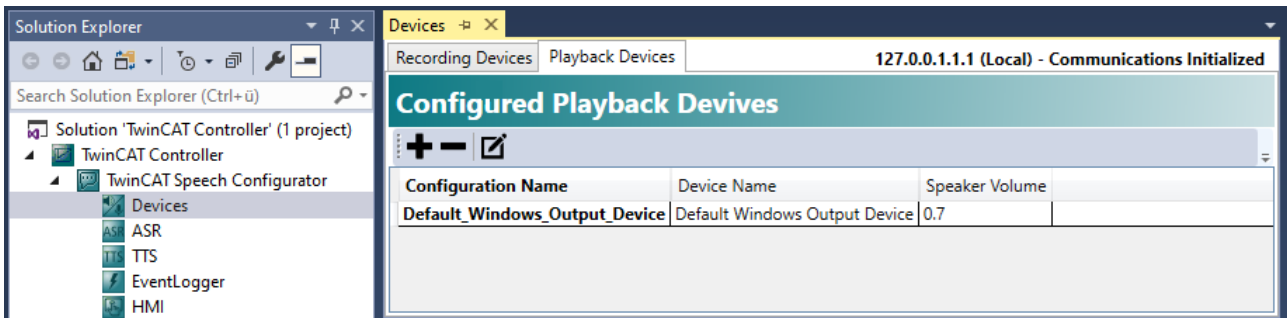 Solution Explorer
Search Solution Explorer (Ctrl+ü)
Solution 'TwinCAT Controller' (1 project)
TwinCAT Controller
TwinCAT Speech Configurator
Devices
ASR ASR
TTS TTS
EventLogger
HMI
Devices
Recording Devices Playback Devices 127.0.0.1.1.1 (Local) - Communications Initialized
Configured Playback Devives
Configuration Name Device Name Speaker Volume
Default_Windows_Output_Device Default Windows Output Device 0.7